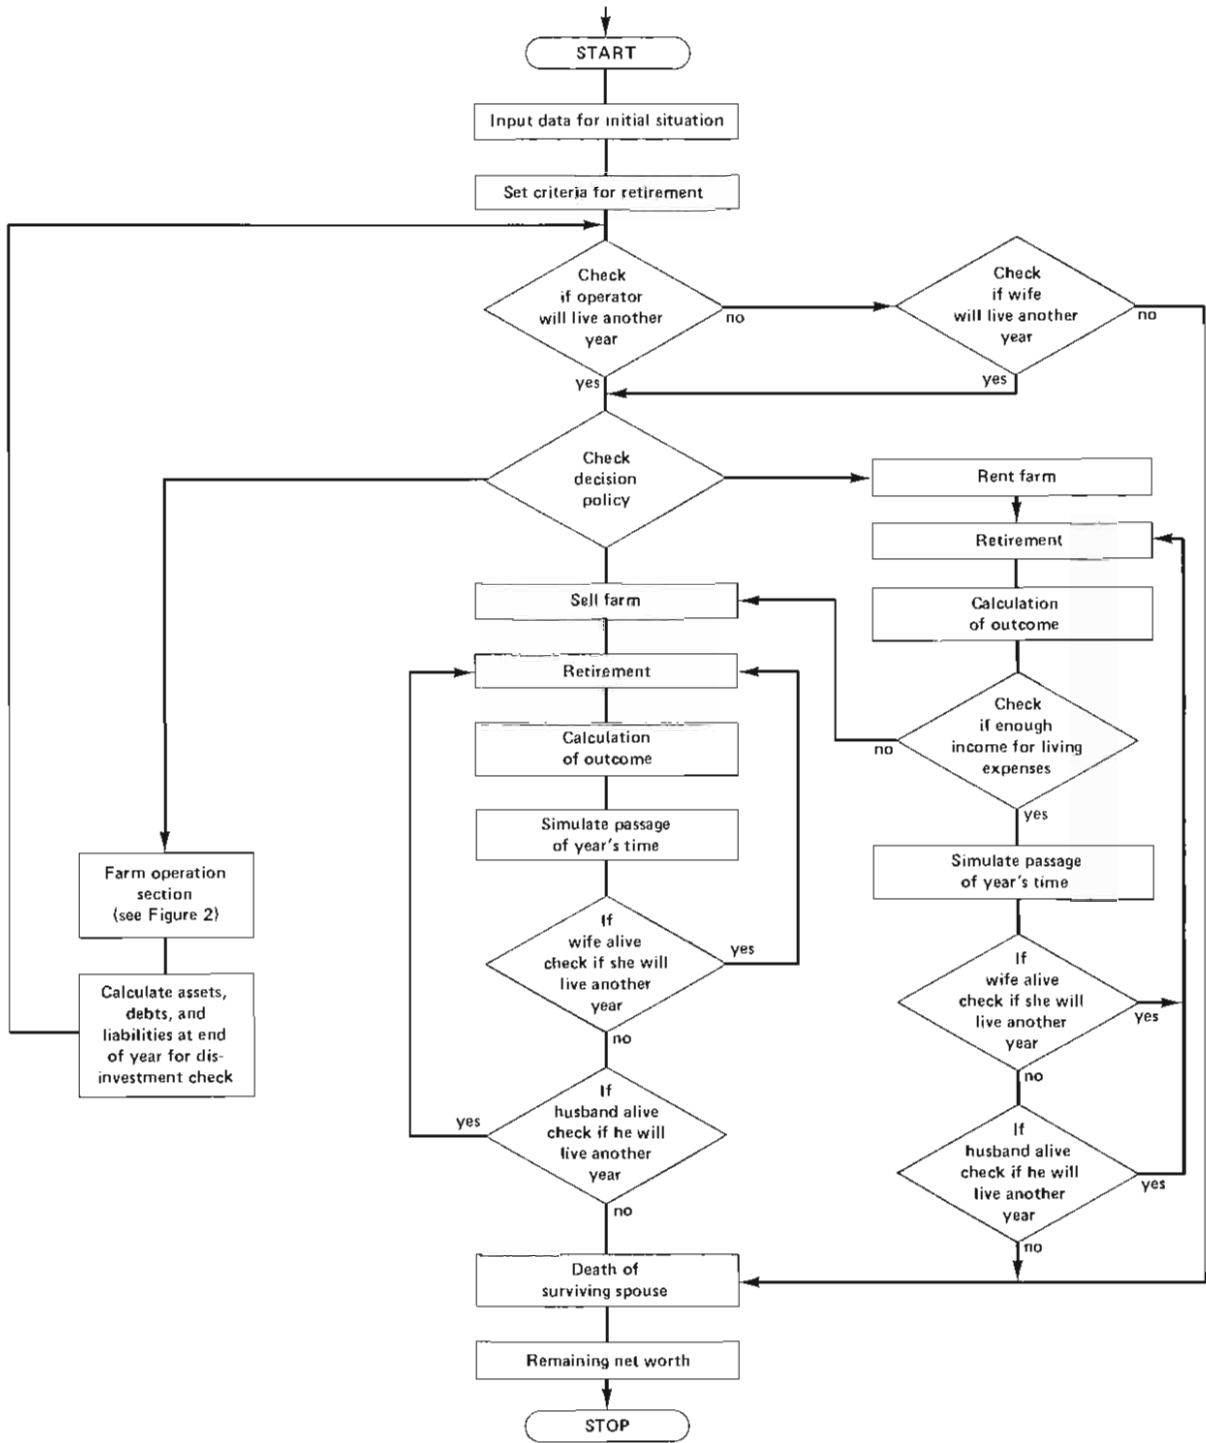 START
Input data for initial situation
Set criteria for retirement
Check
if operator
will live another
year
no
yes
Check
if wife
will live another
year
no
yes
Check
decision
policy
Rent farm
Retirement
Calculation
of outcome
Check
if enough
income for living
expenses
no
yes
Simulate passage
of year's time
If
wife alive
check if she will
live another
year
yes
no
If
husband alive
check if he will
live another
year
yes
no
Sell farm
Retirement
Calculation
of outcome
Simulate passage
of year's time
If
wife alive
check if she will
live another
year
yes
no
If
husband alive
check if he will
live another
year
yes
no
Farm operation
section
(see Figure 2)
Calculate assets,
debts, and
liabilities at end
of year for dis-
investment check
Death of
surviving spouse
Remaining net worth
STOP